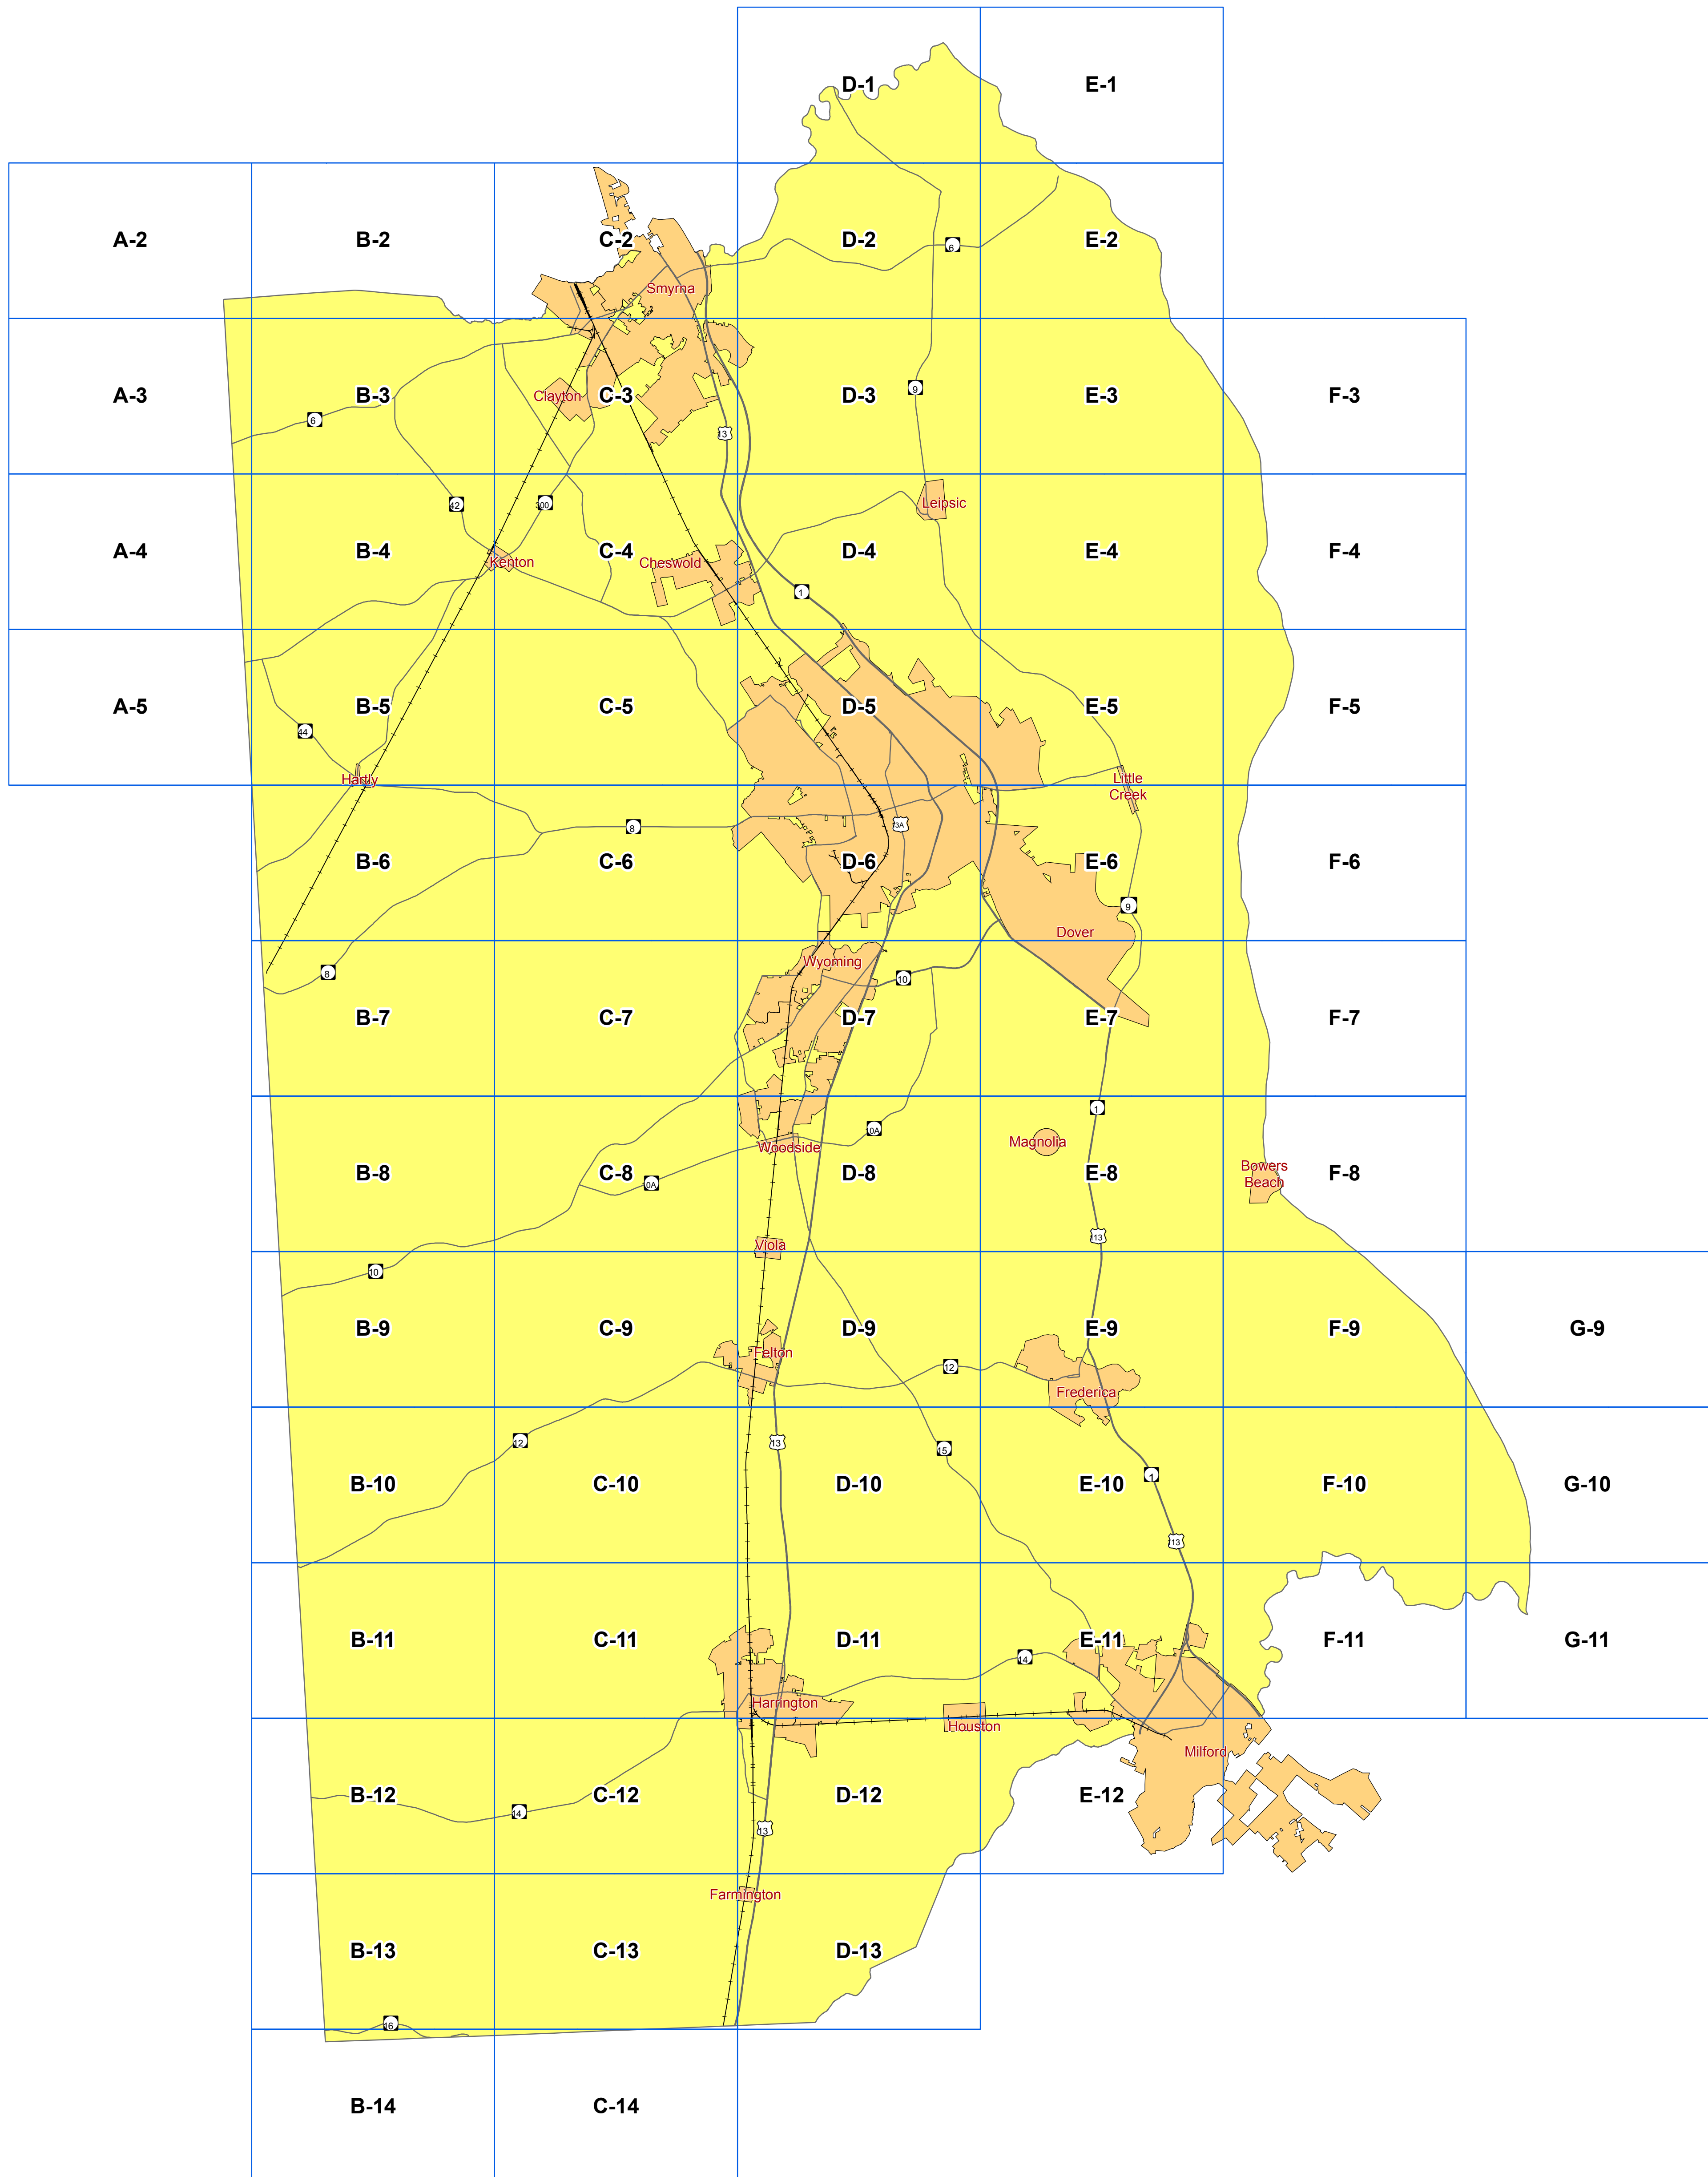 D-1
E-1
A-2
B-2
C-2
D-2
6
E-2
Smyrna
A-3
B-3
6
Clayton
C-3
13
D-3
9
E-3
F-3
A-4
B-4
42
300
Kenton
C-4
Cheswold
D-4
1
Leipsic
E-4
F-4
A-5
B-5
44
Hartly
C-5
D-5
E-5
Little
Creek
F-5
B-6
C-6
8
D-6
13A
E-6
9
Dover
F-6
B-7
8
C-7
Wyoming
10
D-7
E-7
F-7
B-8
C-8
10A
Woodside
10A
D-8
Magnolia
1
E-8
113
Bowers
Beach
F-8
Viola
10
B-9
C-9
Felton
D-9
12
E-9
Frederica
F-9
G-9
B-10
12
C-10
13
D-10
15
E-10
1
113
F-10
G-10
B-11
C-11
Harrington
D-11
14
E-11
F-11
G-11
Houston
Milford
B-12
14
C-12
13
D-12
E-12
Farmington
B-13
C-13
D-13
16
B-14
C-14